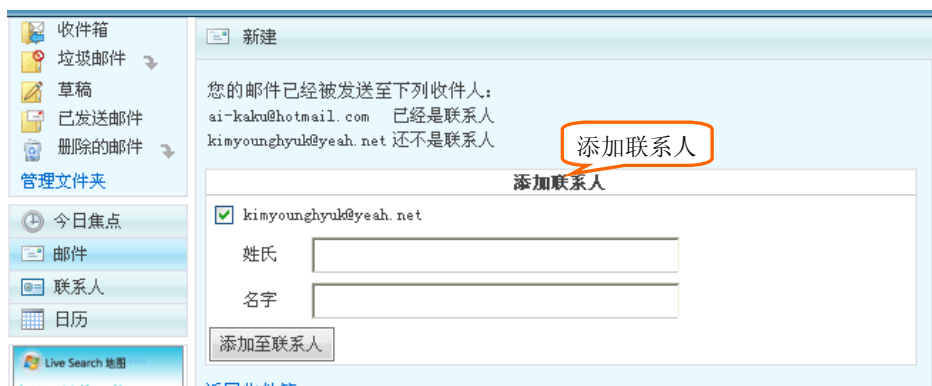 收件箱
垃圾邮件
草稿
已发送邮件
删除的邮件
管理文件夹
今日焦点
邮件
联系人
日历
Live Search 地图
新建
您的邮件已经被发送至下列收件人:
ai-kaku@hotmail.com 已经是联系人
kimyounghyuk@yeah.net 还不是联系人
添加联系人
添加联系人
kimyounghyuk@yeah.net
姓氏
名字
添加至联系人